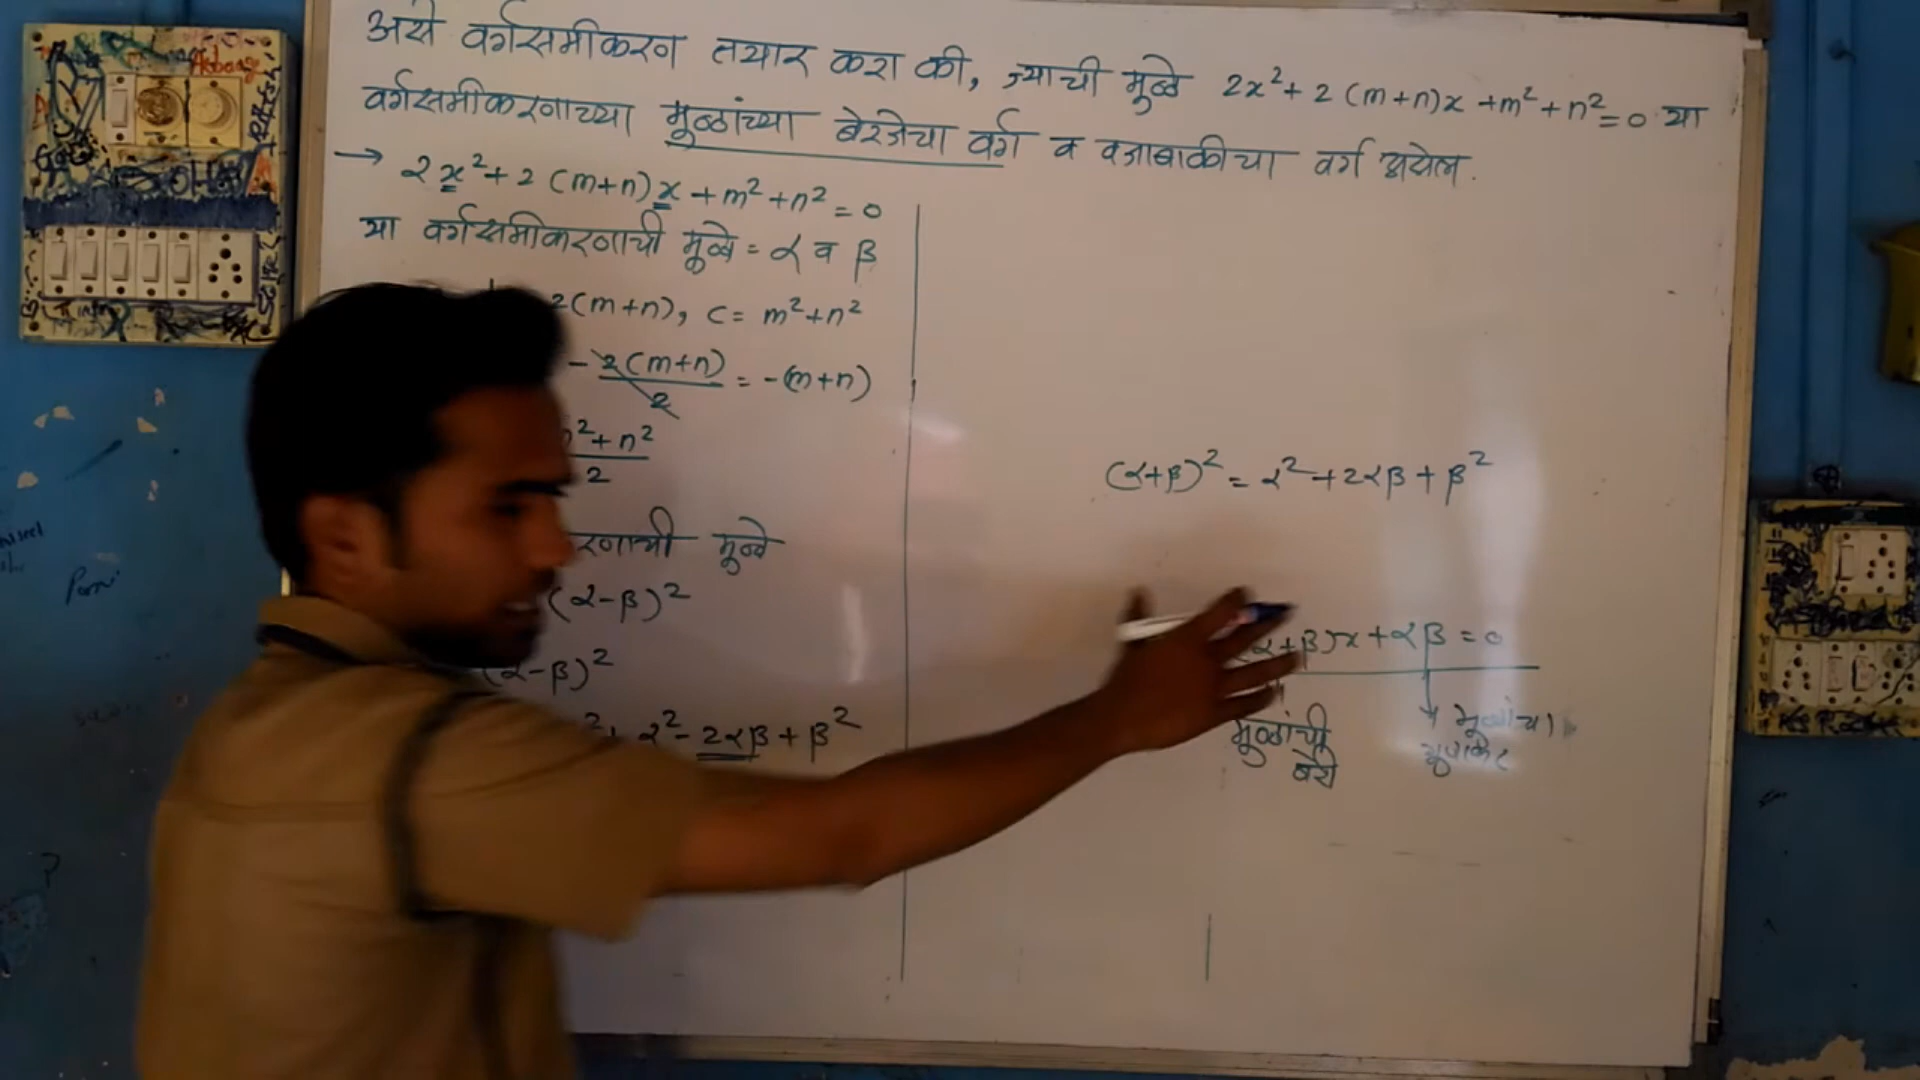 असे वर्गसमीकरण तयार करा की, ज्याची मुळे 2x²+2(m+n)x+m²+n²=0 या
वर्गसमीकरणाच्या मुळांच्या बेरजेचा वर्ग व वजाबाकीचा वर्ग असेल.
→ 2x²+2(m+n)x+m²+n²=0
या वर्गसमीकरणाची मुळे = α व β
2(m+n), c= m²+n²
- 2(m+n)/2 = -(m+n)
²+n²
2
मुळे
(α-β)²
(α-β)²
α²-2αβ+β²
(α+β)² = α²+2αβ+β²
+β)x+αβ=0
मुळांची
बेरी